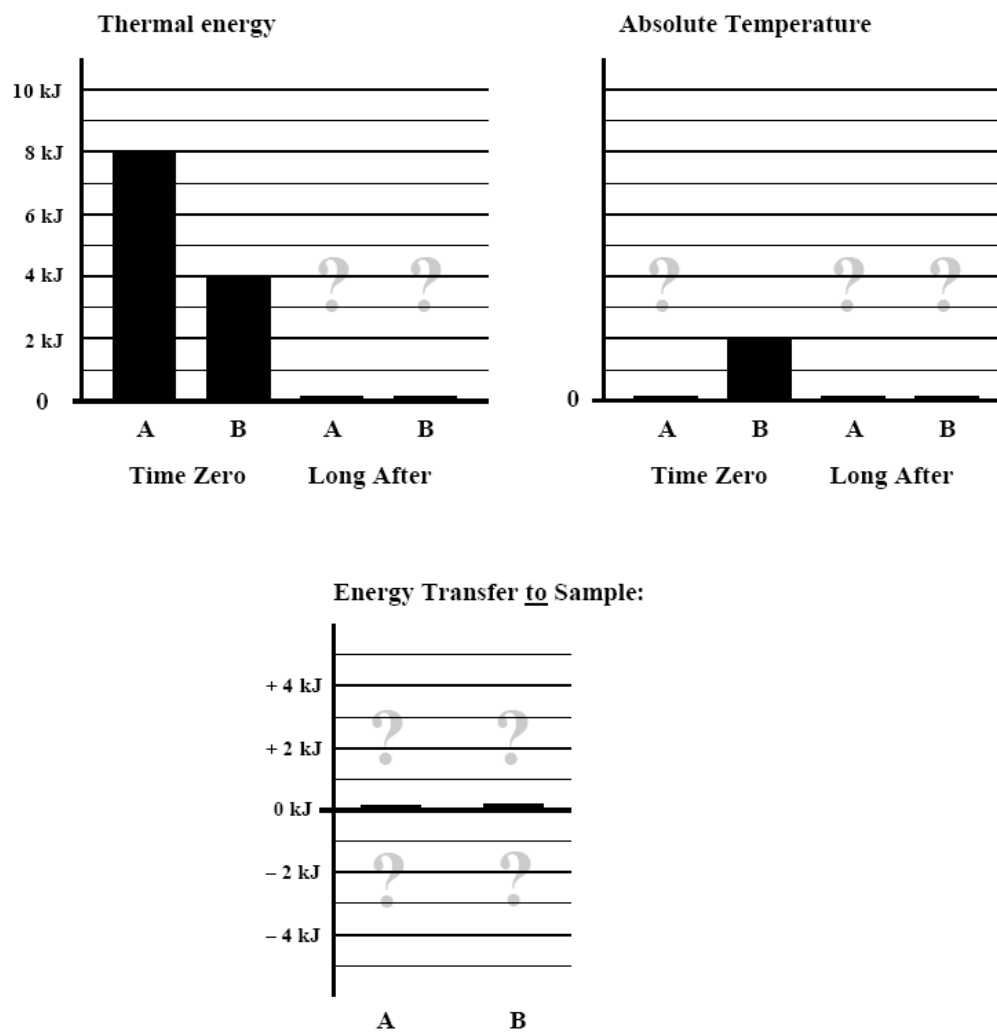 Thermal energy
10 kJ
8 kJ
6 kJ
4 kJ
? ?
2 kJ
0
A B A B
Time Zero Long After
Absolute Temperature
? ? ?
0
A B A B
Time Zero Long After
Energy Transfer to Sample:
+ 4 kJ
? ?
+ 2 kJ
0 kJ
? ?
– 2 kJ
– 4 kJ
A B